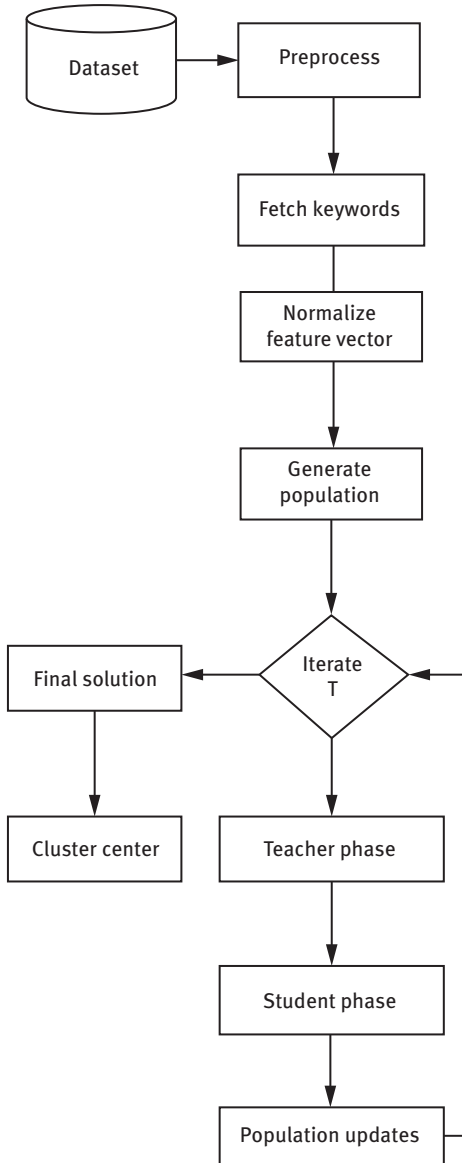 Dataset
Preprocess
Fetch keywords
Normalize
feature vector
Generate
population
Iterate
T
Final solution
Cluster center
Teacher phase
Student phase
Population updates